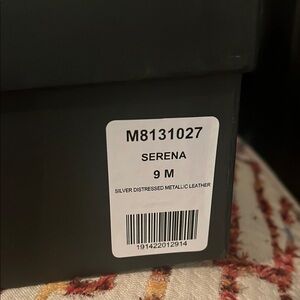 M8131027
SERENA
9 M
SILVER DISTRESSED METALLIC LEATHER
191422012914